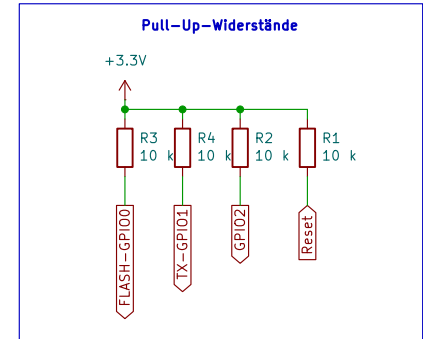 Pull-Up-Widerstände
+3.3V
R3
10 k
R4
10 k
R2
10 k
R1
10 k
FLASH-GPIO0
TX-GPIO1
GPIO2
Reset